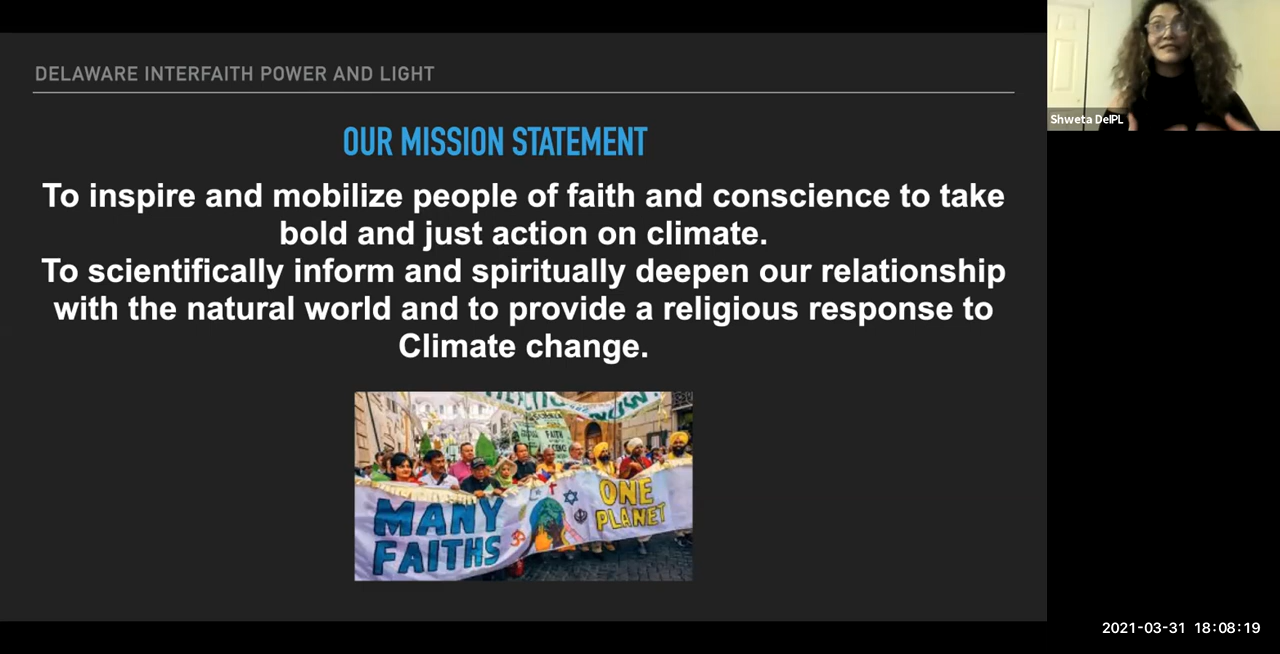 DELAWARE INTERFAITH POWER AND LIGHT
OUR MISSION STATEMENT
To inspire and mobilize people of faith and conscience to take
bold and just action on climate.
To scientifically inform and spiritually deepen our relationship
with the natural world and to provide a religious response to
Climate change.
NOW!
FAITH
MANY
FAITHS
ONE
PLANET
Shweta DelPL
2021-03-31 18:08:19